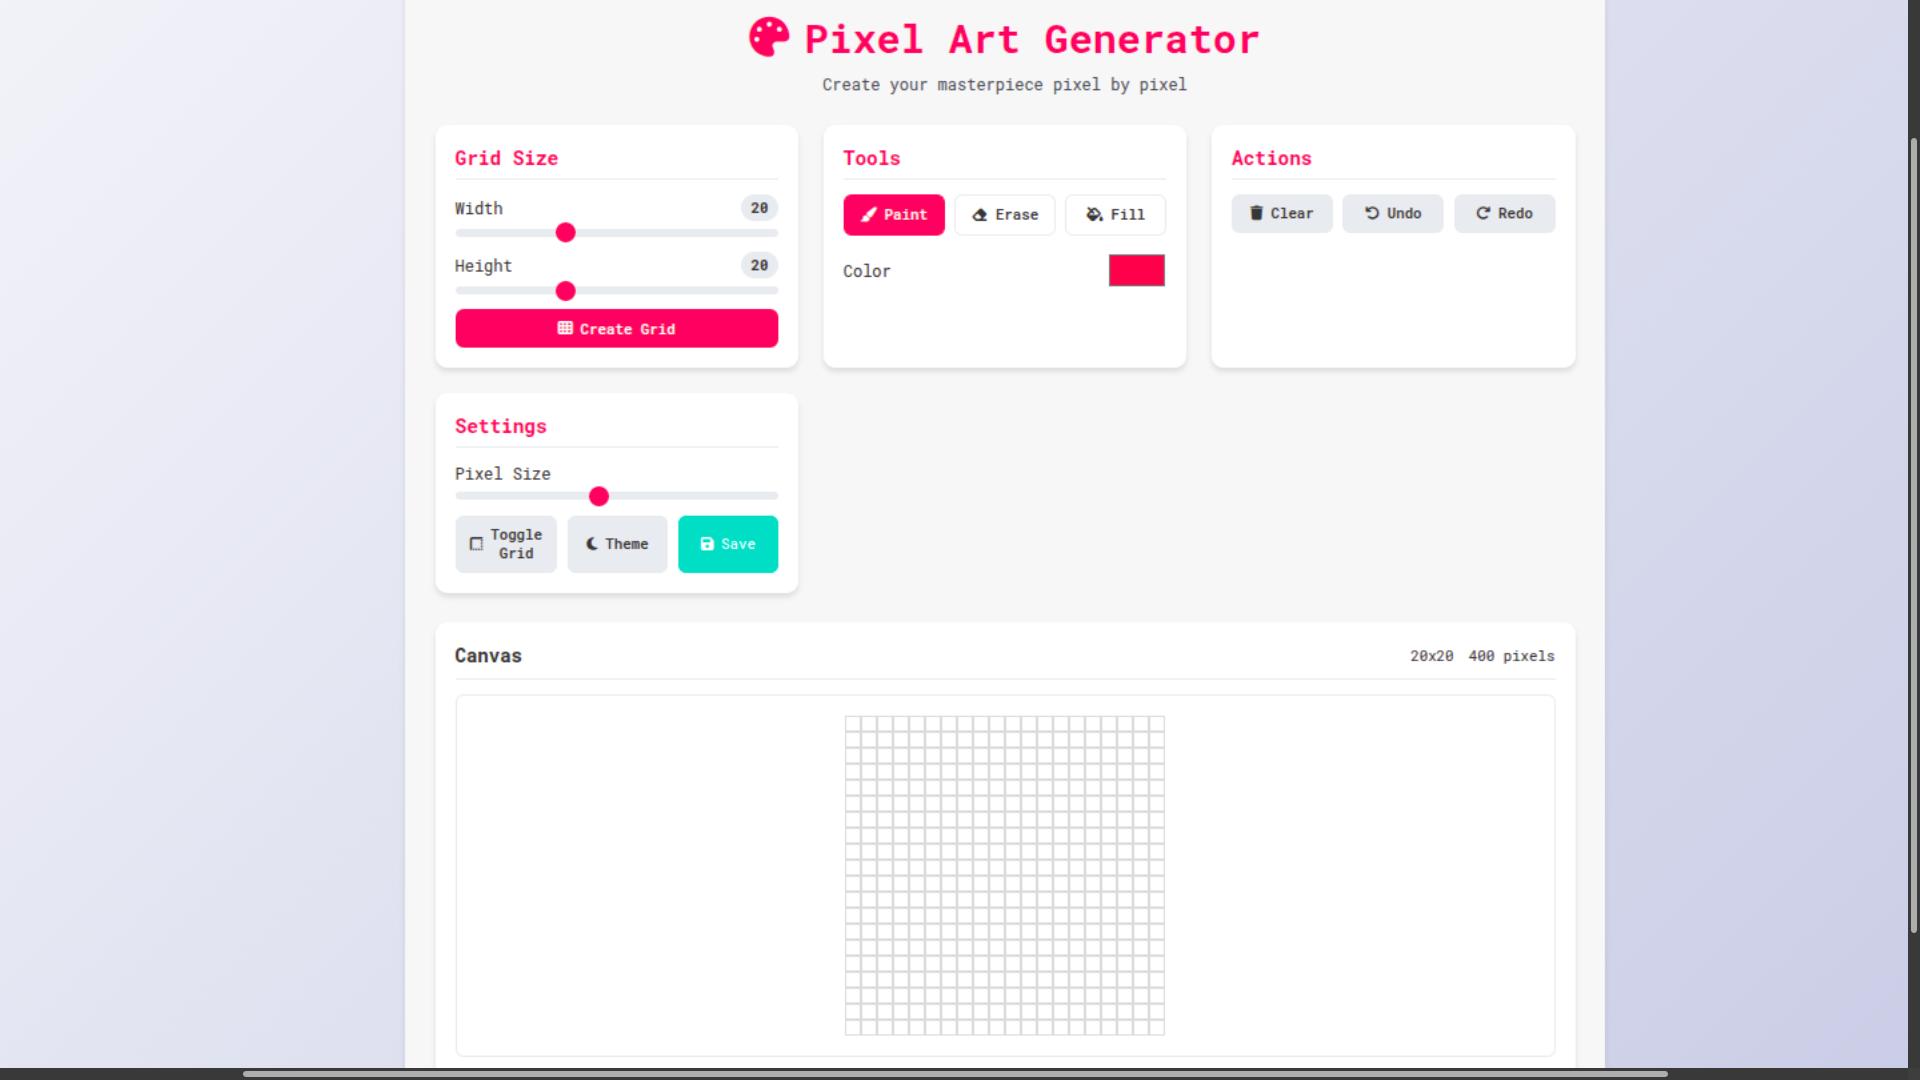 Pixel Art Generator
Create your masterpiece pixel by pixel
Grid Size
Width 20
Height 20
Create Grid
Tools
Paint Erase Fill
Color
Actions
Clear Undo Redo
Settings
Pixel Size
Toggle
Grid
Theme Save
Canvas 20x20 400 pixels